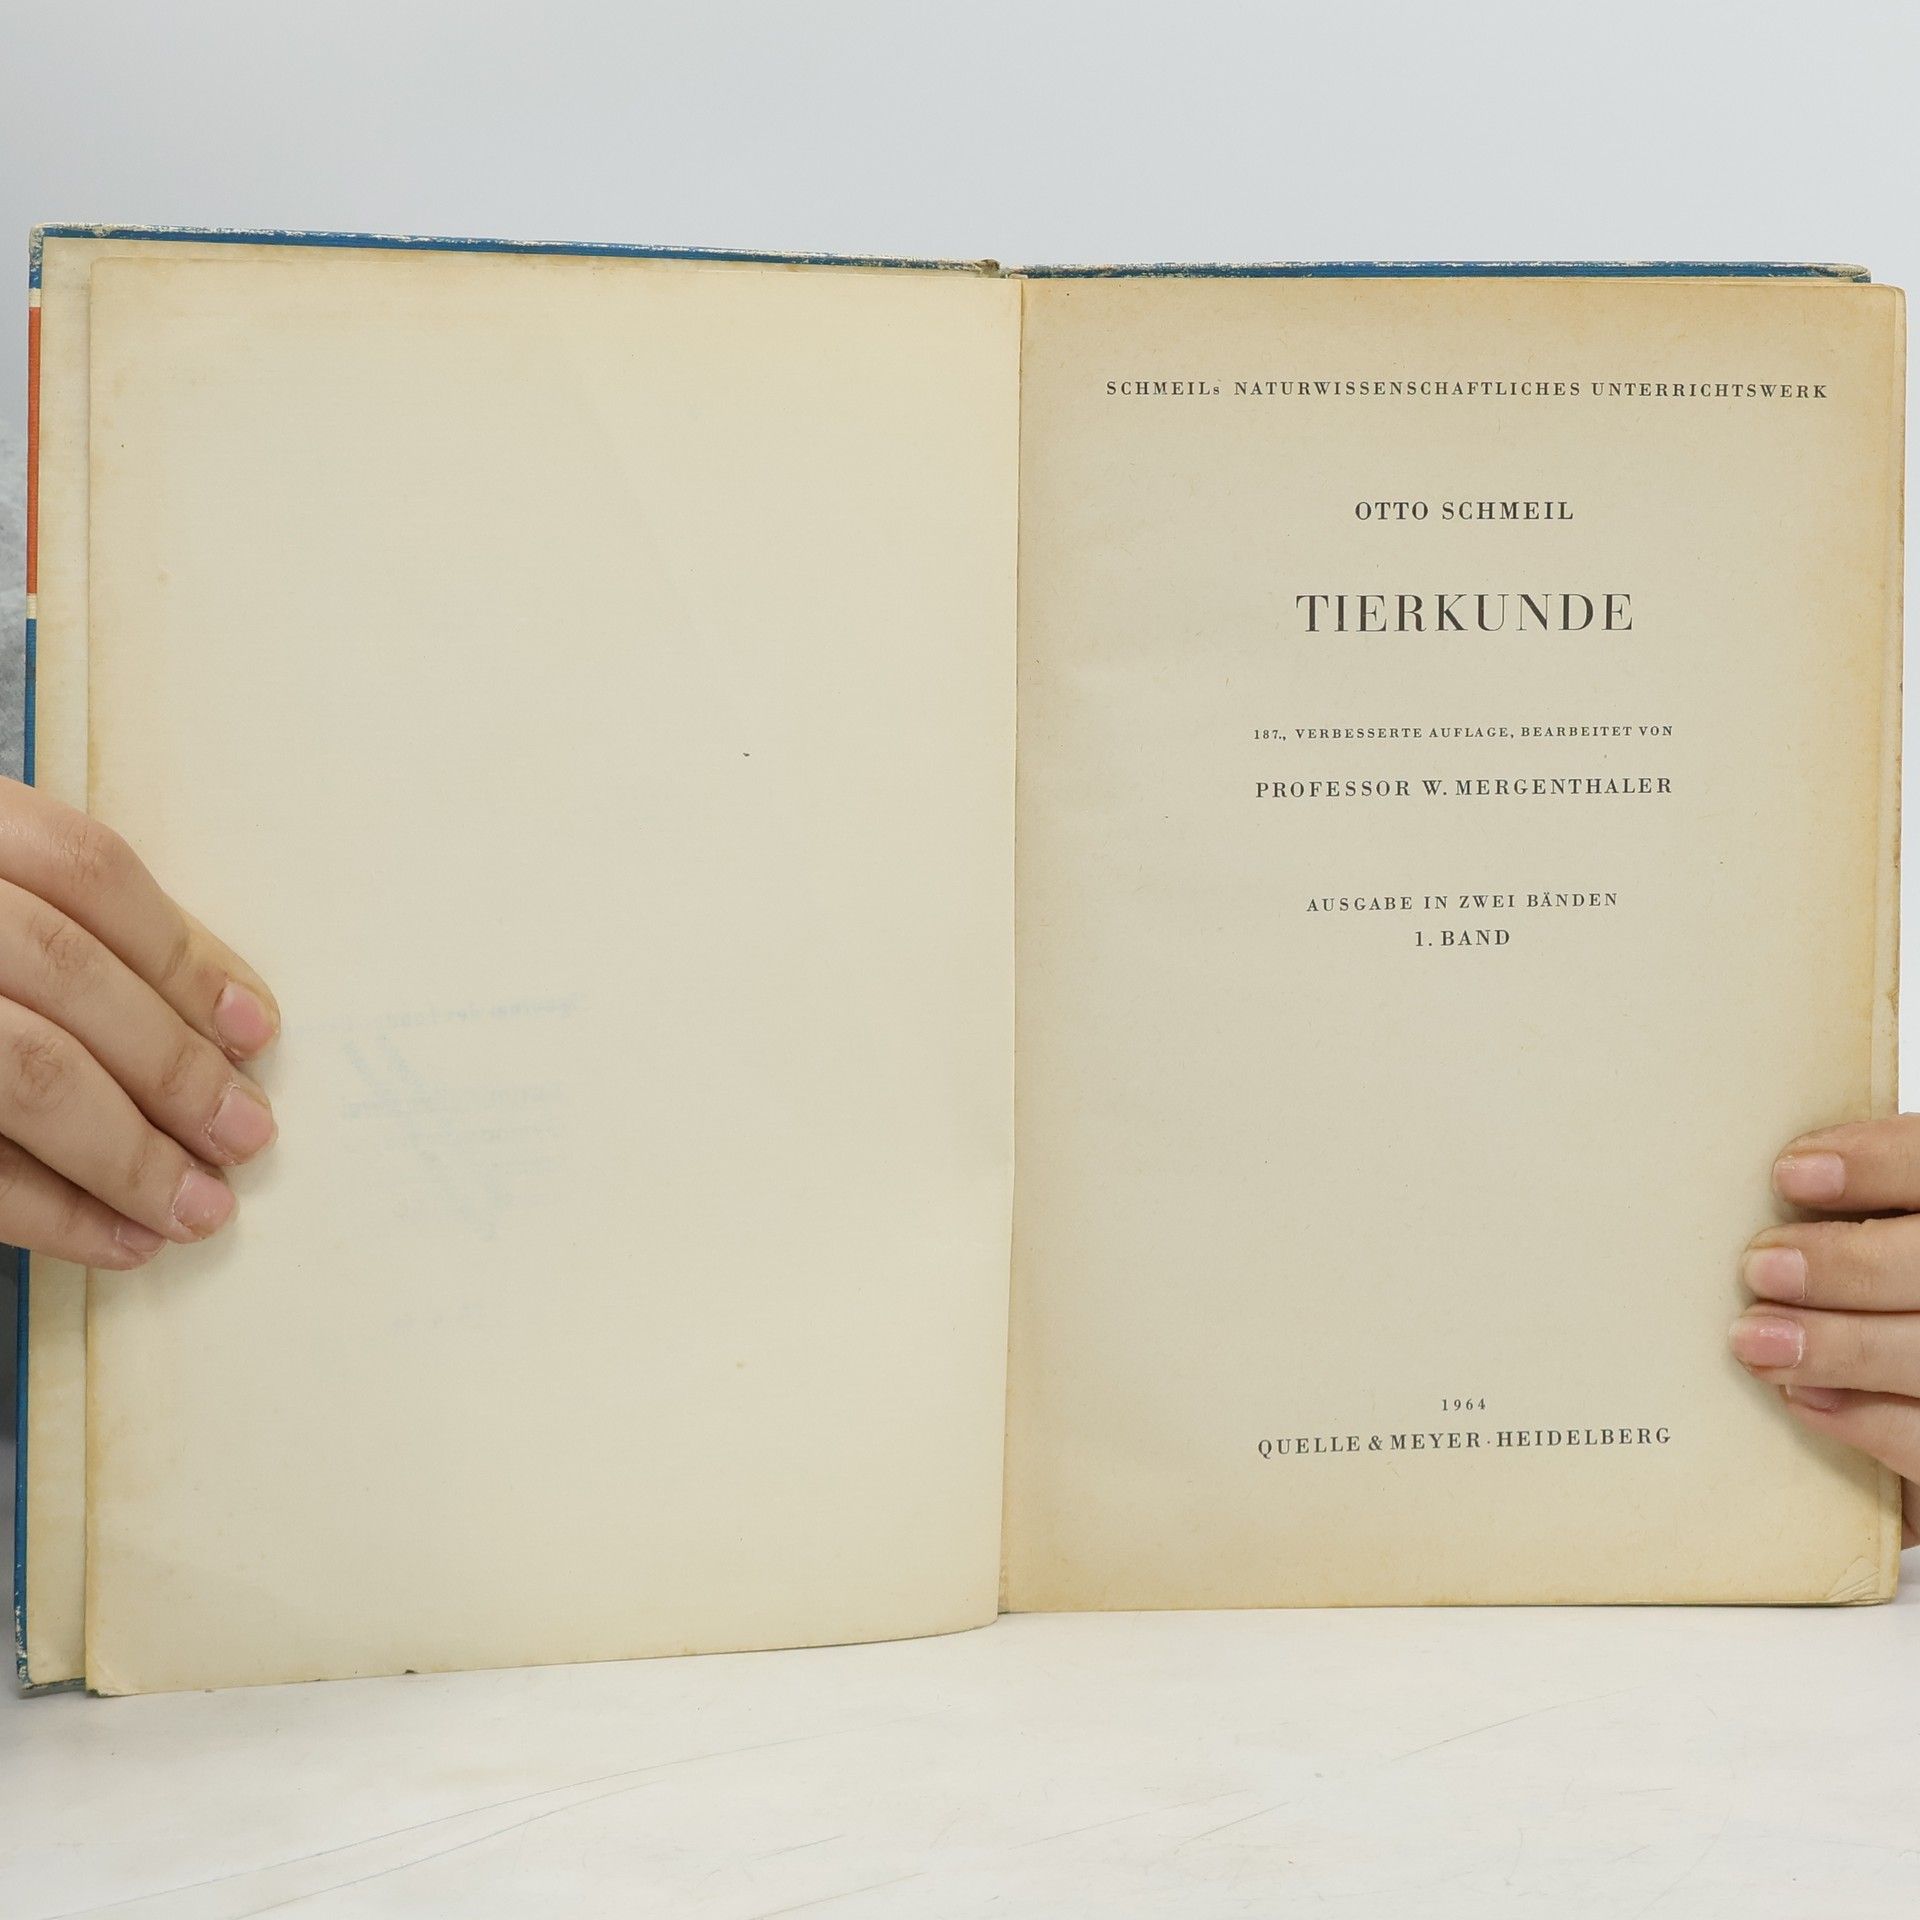 SCHMEILs NATURWISSENSCHAFTLICHES UNTERRICHTSWERK
OTTO SCHMEIL
TIERKUNDE
187., VERBESSERTE AUFLAGE, BEARBEITET VON
PROFESSOR W. MERGENTHALER
AUSGABE IN ZWEI BÄNDEN
1. BAND
1964
QUELLE & MEYER · HEIDELBERG